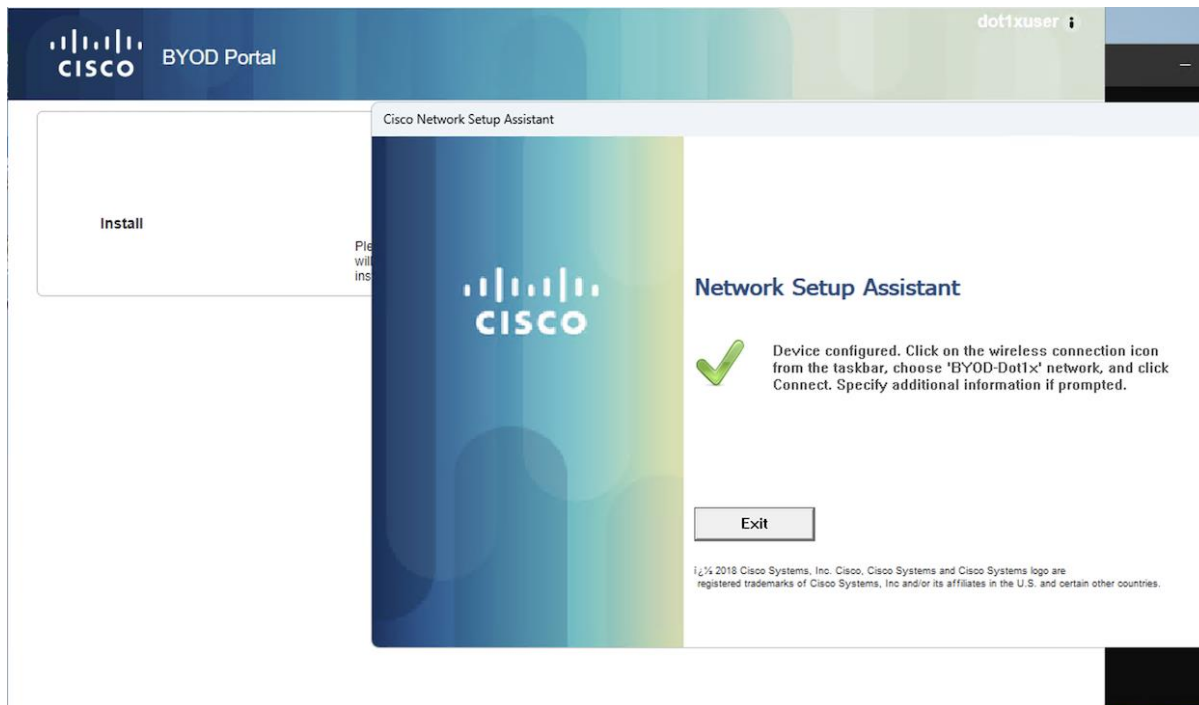 dot1xuser
CISCO
BYOD Portal
Cisco Network Setup Assistant
Install
will
CISCO
Network Setup Assistant
Device configured. Click on the wireless connection icon
from the taskbar, choose 'BYOD-Dot1x' network, and click
Connect. Specify additional information if prompted.
Exit
ï¿½ 2018 Cisco Systems, Inc. Cisco, Cisco Systems and Cisco Systems logo are
registered trademarks of Cisco Systems, Inc and/or its affiliates in the U.S. and certain other countries.